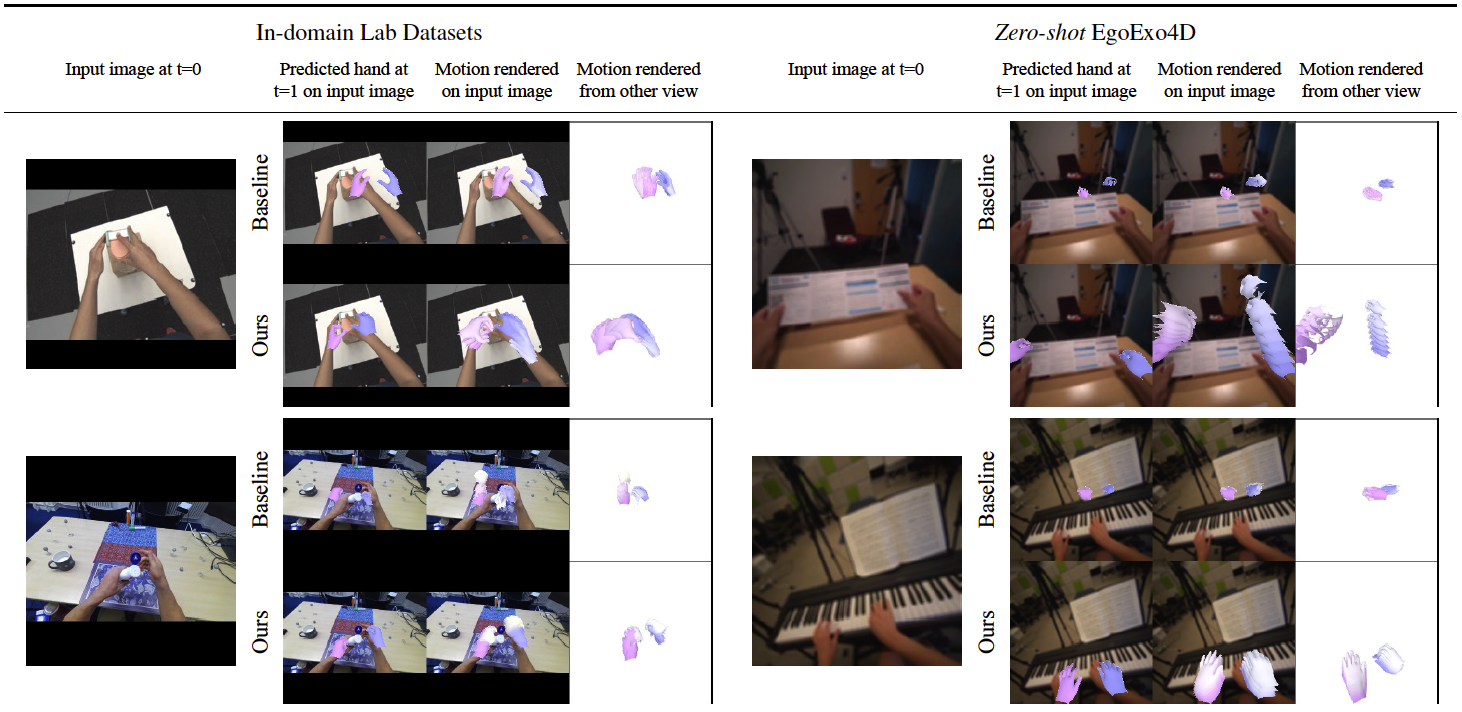 In-domain Lab Datasets
Zero-shot EgoExo4D
Input image at t=0
Predicted hand at
t=1 on input image
Motion rendered
on input image
Motion rendered
from other view
Input image at t=0
Predicted hand at
t=1 on input image
Motion rendered
on input image
Motion rendered
from other view
Baseline
Ours
Baseline
Ours
Baseline
Ours
Baseline
Ours